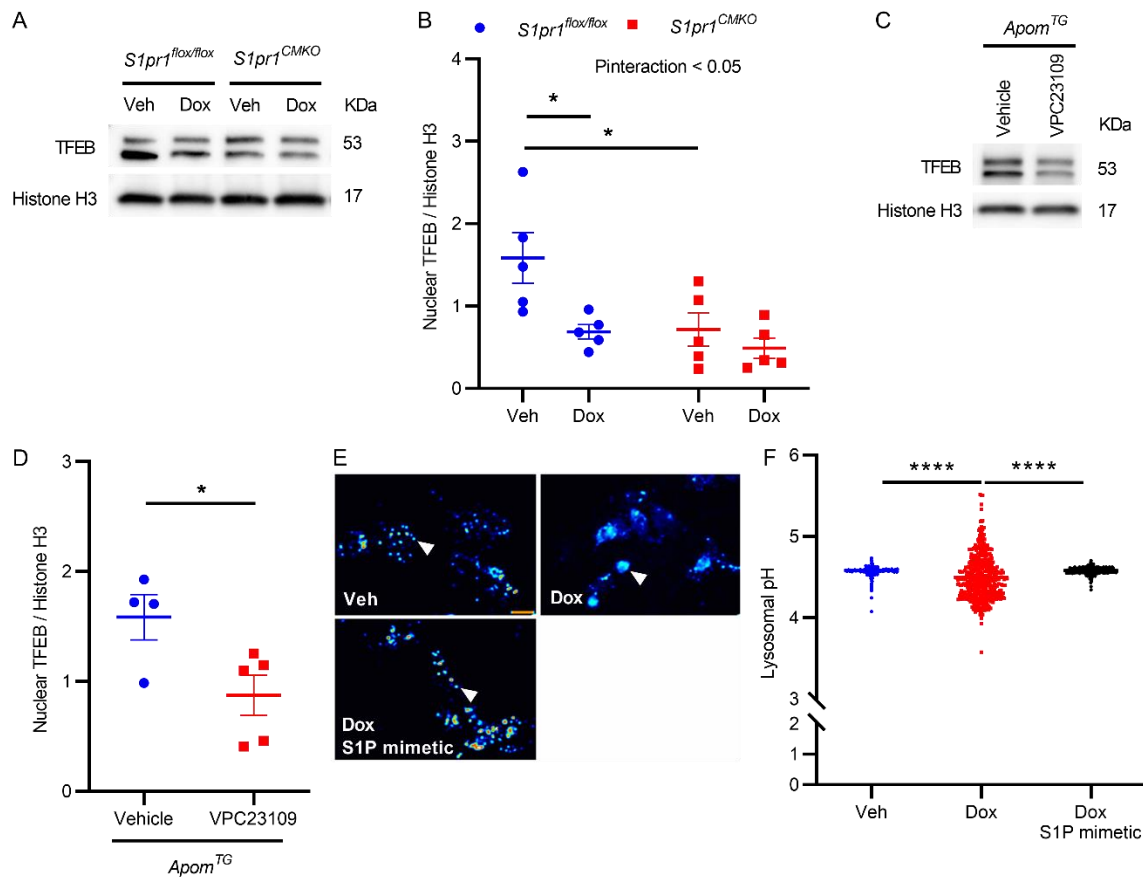 A
S1pr1flox/flox S1pr1CMKO
Veh Dox Veh Dox KDa
TFEB 53
Histone H3 17
B
S1pr1flox/flox S1pr1CMKO
Pinteraction < 0.05
*
*
Nuclear TFEB / Histone H3
4
3
2
1
0
Veh Dox Veh Dox
C
ApomTG
Vehicle VPC23109 KDa
TFEB 53
Histone H3 17
D
*
Nuclear TFEB / Histone H3
3
2
1
0
Vehicle VPC23109
ApomTG
E
Veh
Dox
Dox
S1P mimetic
F
**** ****
Lysosomal pH
6
5
4
3
2
1
0
Veh Dox Dox
S1P mimetic